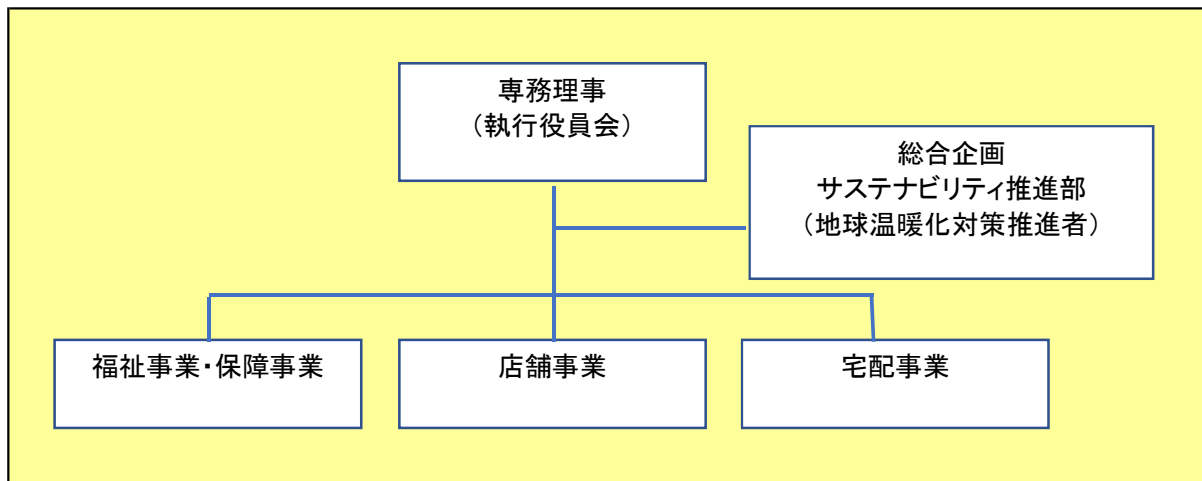 専務理事
（執行役員会）
総合企画
サステナビリティ推進部
（地球温暖化対策推進者）
福祉事業・保障事業
店舗事業
宅配事業